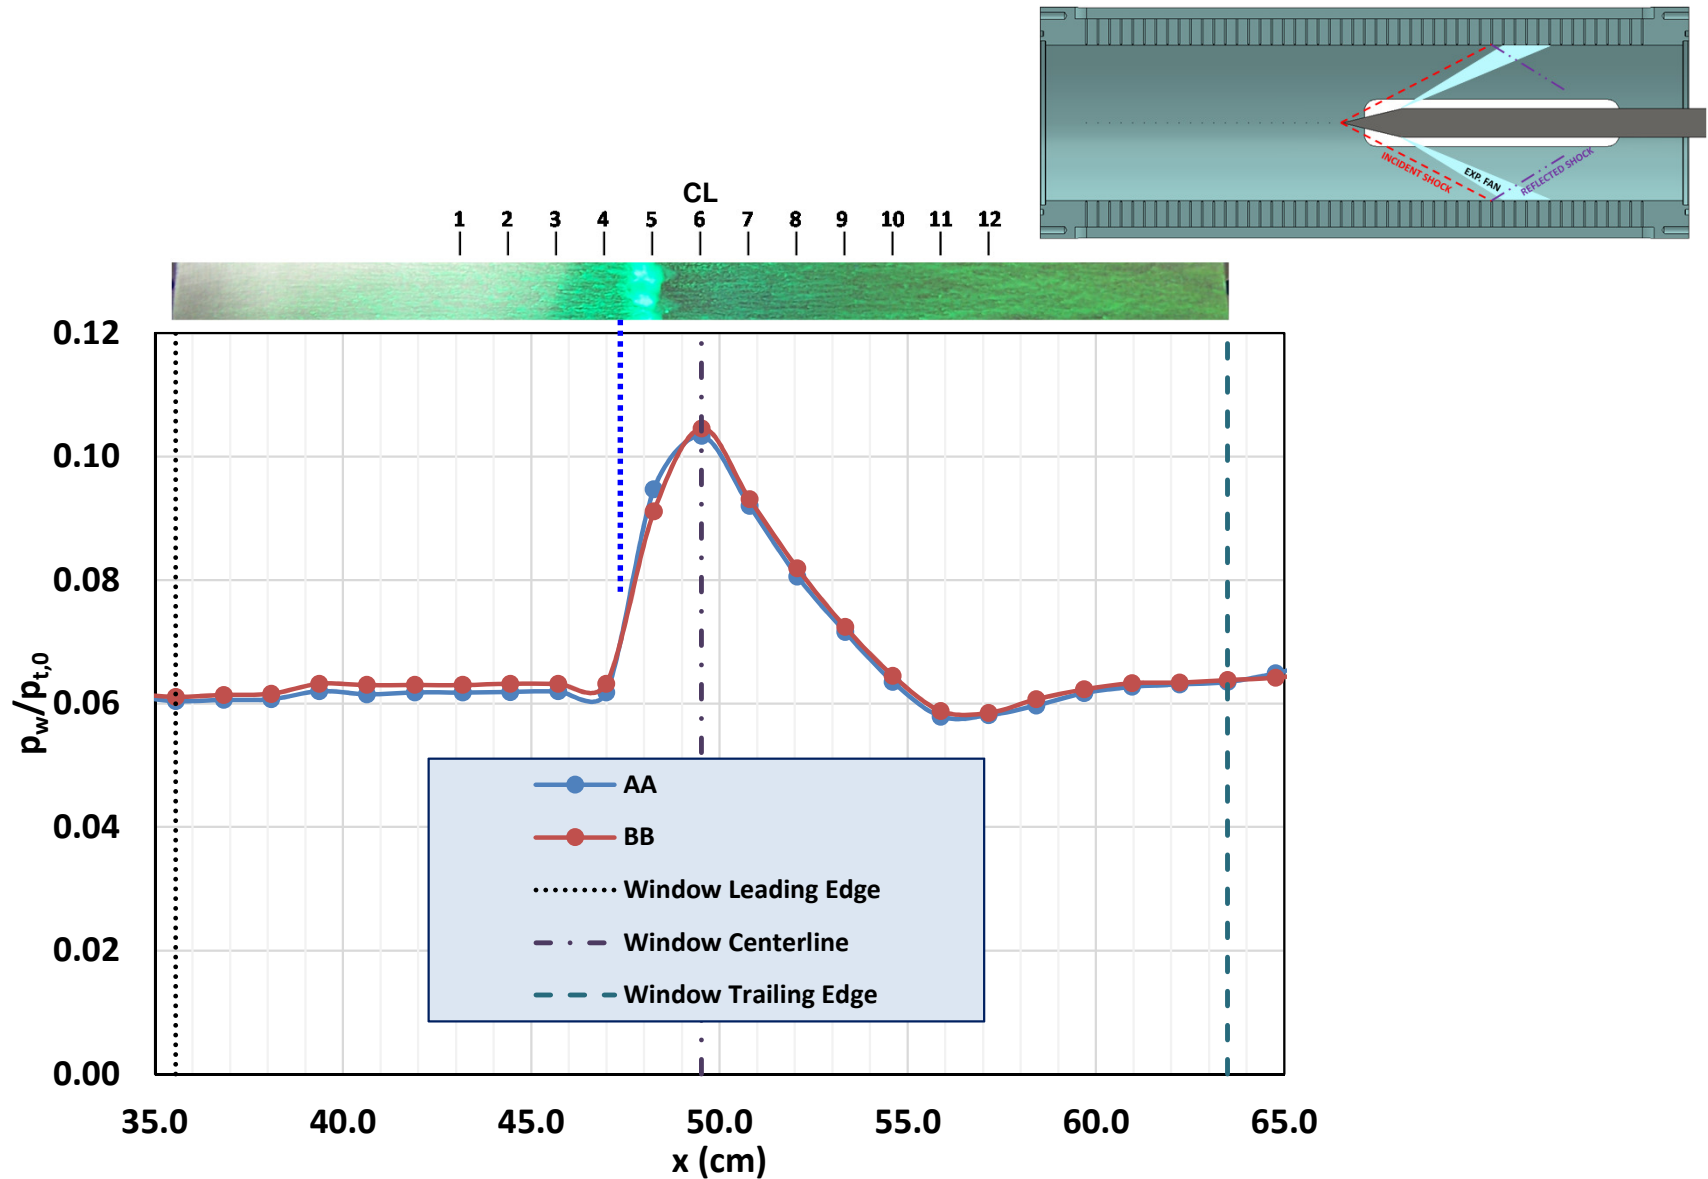 INCIDENT SHOCK
EXP. FAN
REFLECTED SHOCK
CL
1 2 3 4 5 6 7 8 9 10 11 12
0.12
0.10
0.08
0.06
0.04
0.02
0.00
pw/pt,0
AA
BB
Window Leading Edge
Window Centerline
Window Trailing Edge
35.0 40.0 45.0 50.0 55.0 60.0 65.0
x (cm)